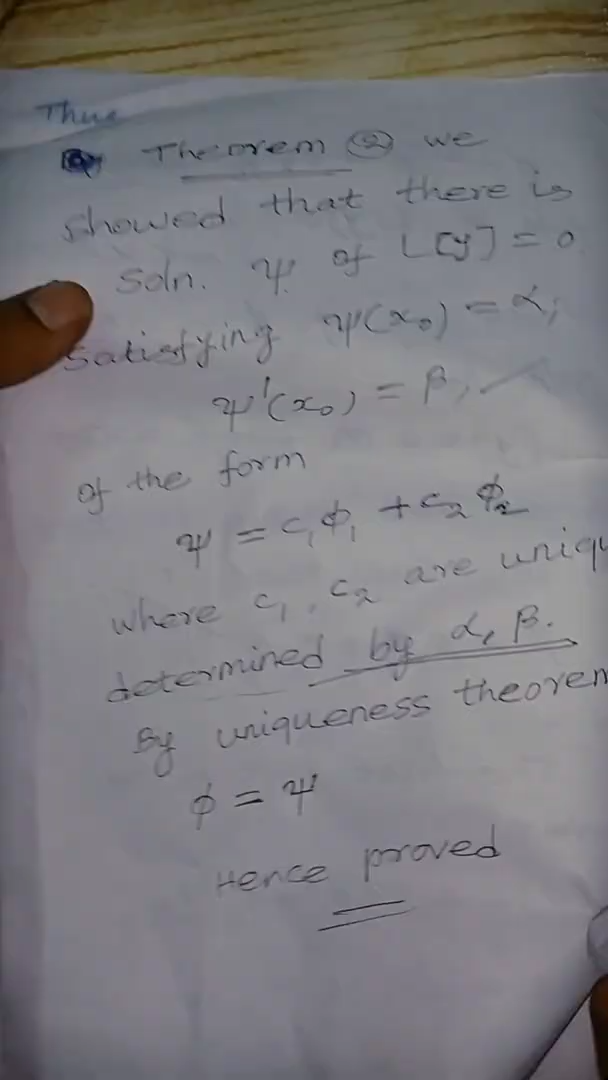 Thus
Theorem ② we
showed that there is
soln. ψ of L[y] = 0
satisfying ψ(x₀) = α,
ψ'(x₀) = β,
of the form
ψ = c₁ϕ₁ + c₂ϕ₂
where c₁, c₂ are uniqu
determined by α, β.
By uniqueness theorem
ϕ = ψ
Hence proved